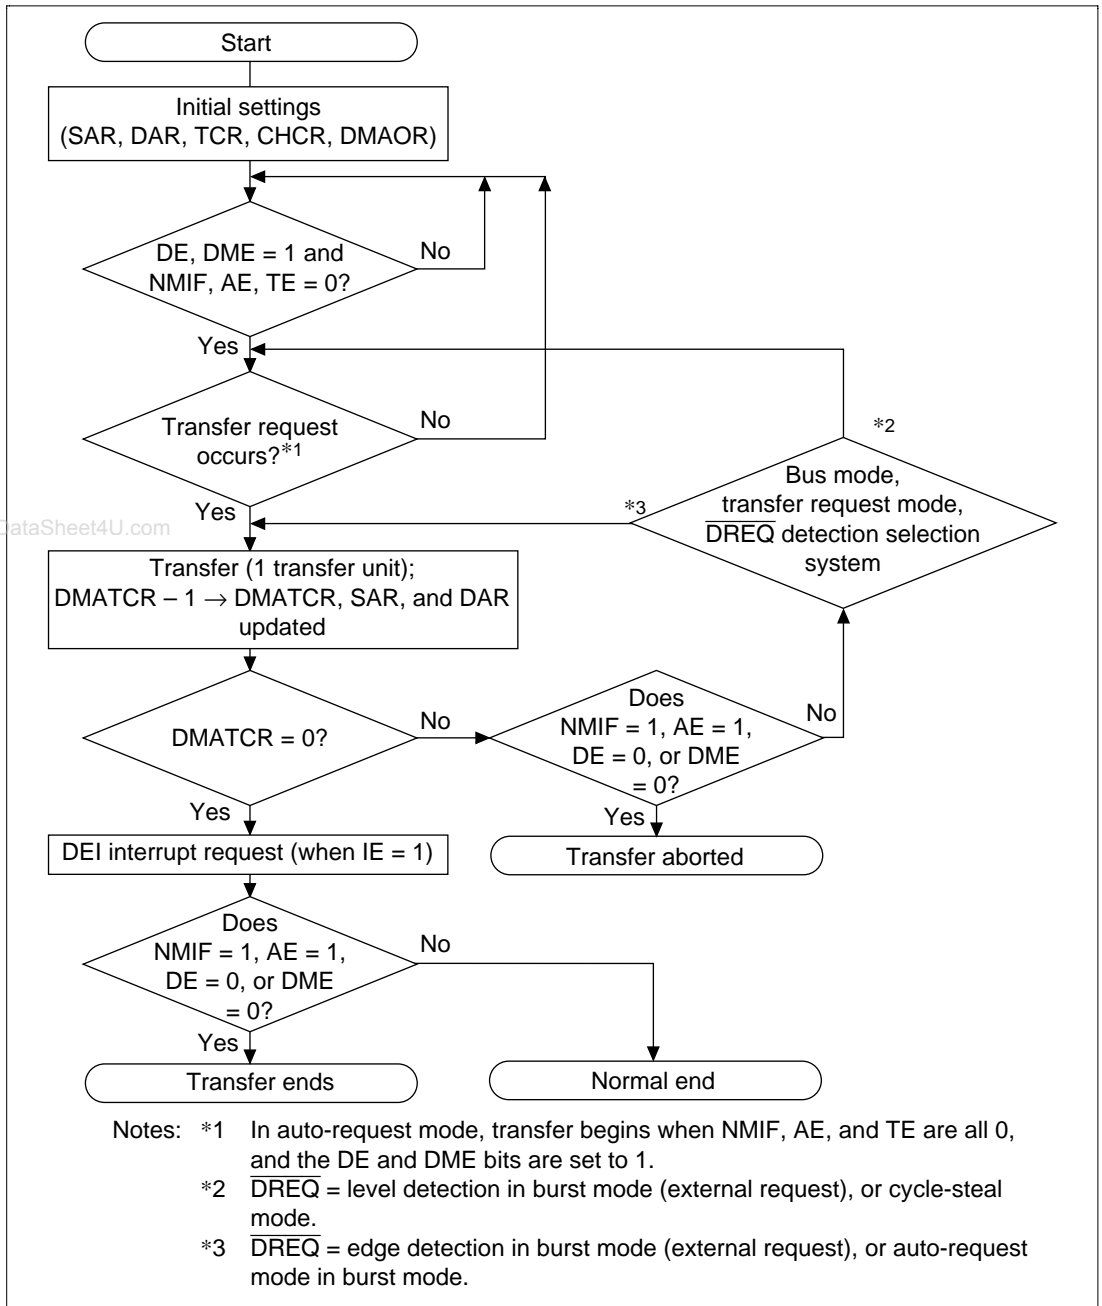 Start
Initial settings
(SAR, DAR, TCR, CHCR, DMAOR)
DE, DME = 1 and
NMIF, AE, TE = 0?
No
Yes
Transfer request
occurs?*1
No
Yes
*2
Bus mode,
transfer request mode,
DREQ detection selection
system
*3
DataSheet4U.com
Transfer (1 transfer unit);
DMATCR – 1 → DMATCR, SAR, and DAR
updated
DMATCR = 0?
No
Does
NMIF = 1, AE = 1,
DE = 0, or DME
= 0?
No
Yes
Yes
DEI interrupt request (when IE = 1)
Transfer aborted
Does
NMIF = 1, AE = 1,
DE = 0, or DME
= 0?
No
Yes
Transfer ends
Normal end
Notes: *1 In auto-request mode, transfer begins when NMIF, AE, and TE are all 0,
and the DE and DME bits are set to 1.
*2 DREQ = level detection in burst mode (external request), or cycle-steal
mode.
*3 DREQ = edge detection in burst mode (external request), or auto-request
mode in burst mode.